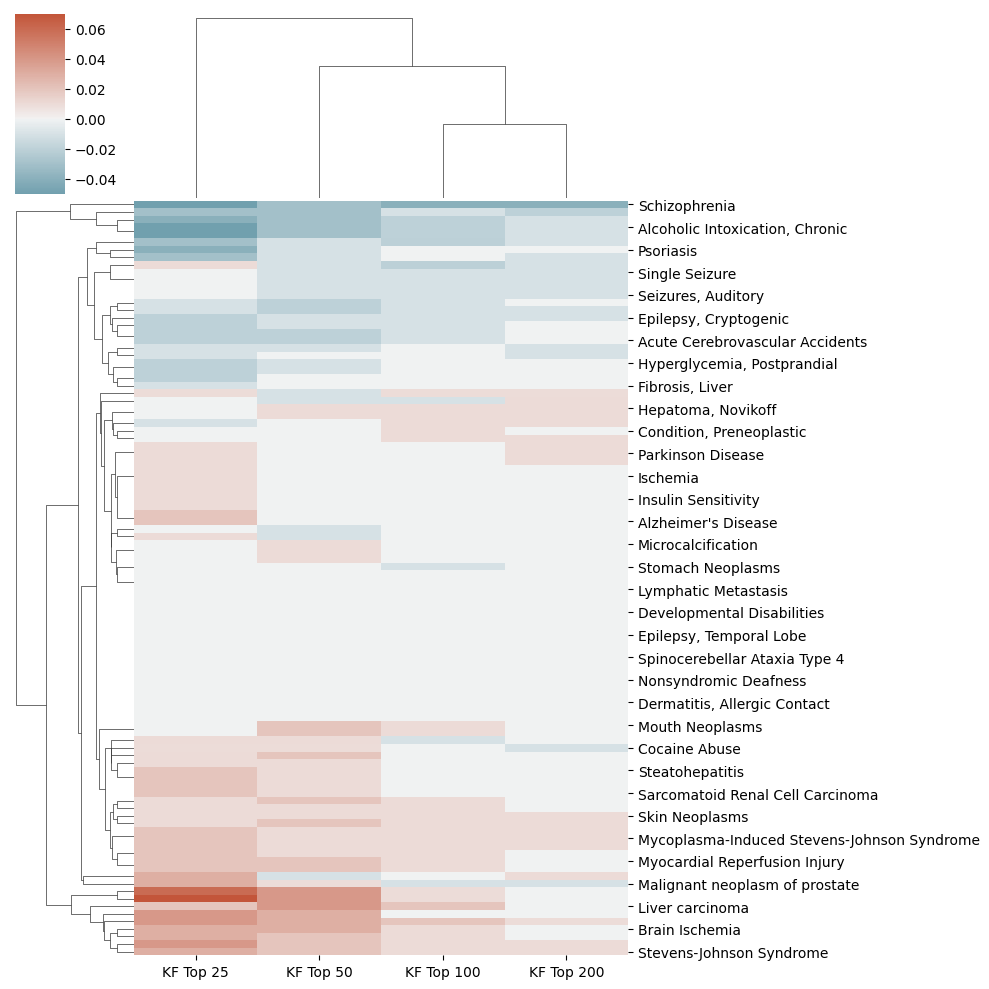 0.06
0.04
0.02
0.00
−0.02
−0.04
Schizophrenia
Alcoholic Intoxication, Chronic
Psoriasis
Single Seizure
Seizures, Auditory
Epilepsy, Cryptogenic
Acute Cerebrovascular Accidents
Hyperglycemia, Postprandial
Fibrosis, Liver
Hepatoma, Novikoff
Condition, Preneoplastic
Parkinson Disease
Ischemia
Insulin Sensitivity
Alzheimer's Disease
Microcalcification
Stomach Neoplasms
Lymphatic Metastasis
Developmental Disabilities
Epilepsy, Temporal Lobe
Spinocerebellar Ataxia Type 4
Nonsyndromic Deafness
Dermatitis, Allergic Contact
Mouth Neoplasms
Cocaine Abuse
Steatohepatitis
Sarcomatoid Renal Cell Carcinoma
Skin Neoplasms
Mycoplasma-Induced Stevens-Johnson Syndrome
Myocardial Reperfusion Injury
Malignant neoplasm of prostate
Liver carcinoma
Brain Ischemia
Stevens-Johnson Syndrome
KF Top 25 KF Top 50 KF Top 100 KF Top 200